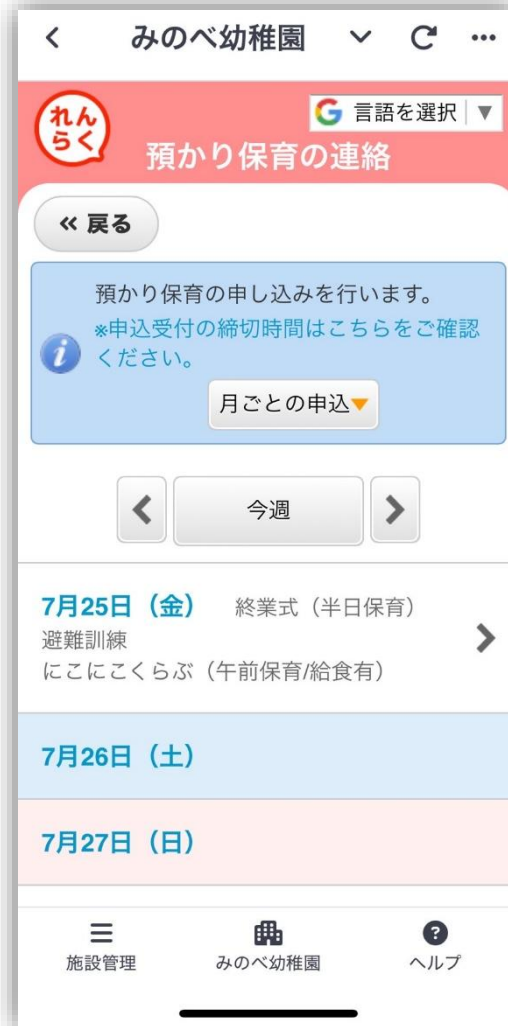 みのべ幼稚園
れん
らく
言語を選択
預かり保育の連絡
« 戻る
預かり保育の申し込みを行います。
※申込受付の締切時間はこちらをご確認
ください。
月ごとの申込
今週
7月25日（金） 終業式（半日保育）
避難訓練
にこにこくらぶ（午前保育/給食有）
7月26日（土）
7月27日（日）
施設管理
みのべ幼稚園
ヘルプ